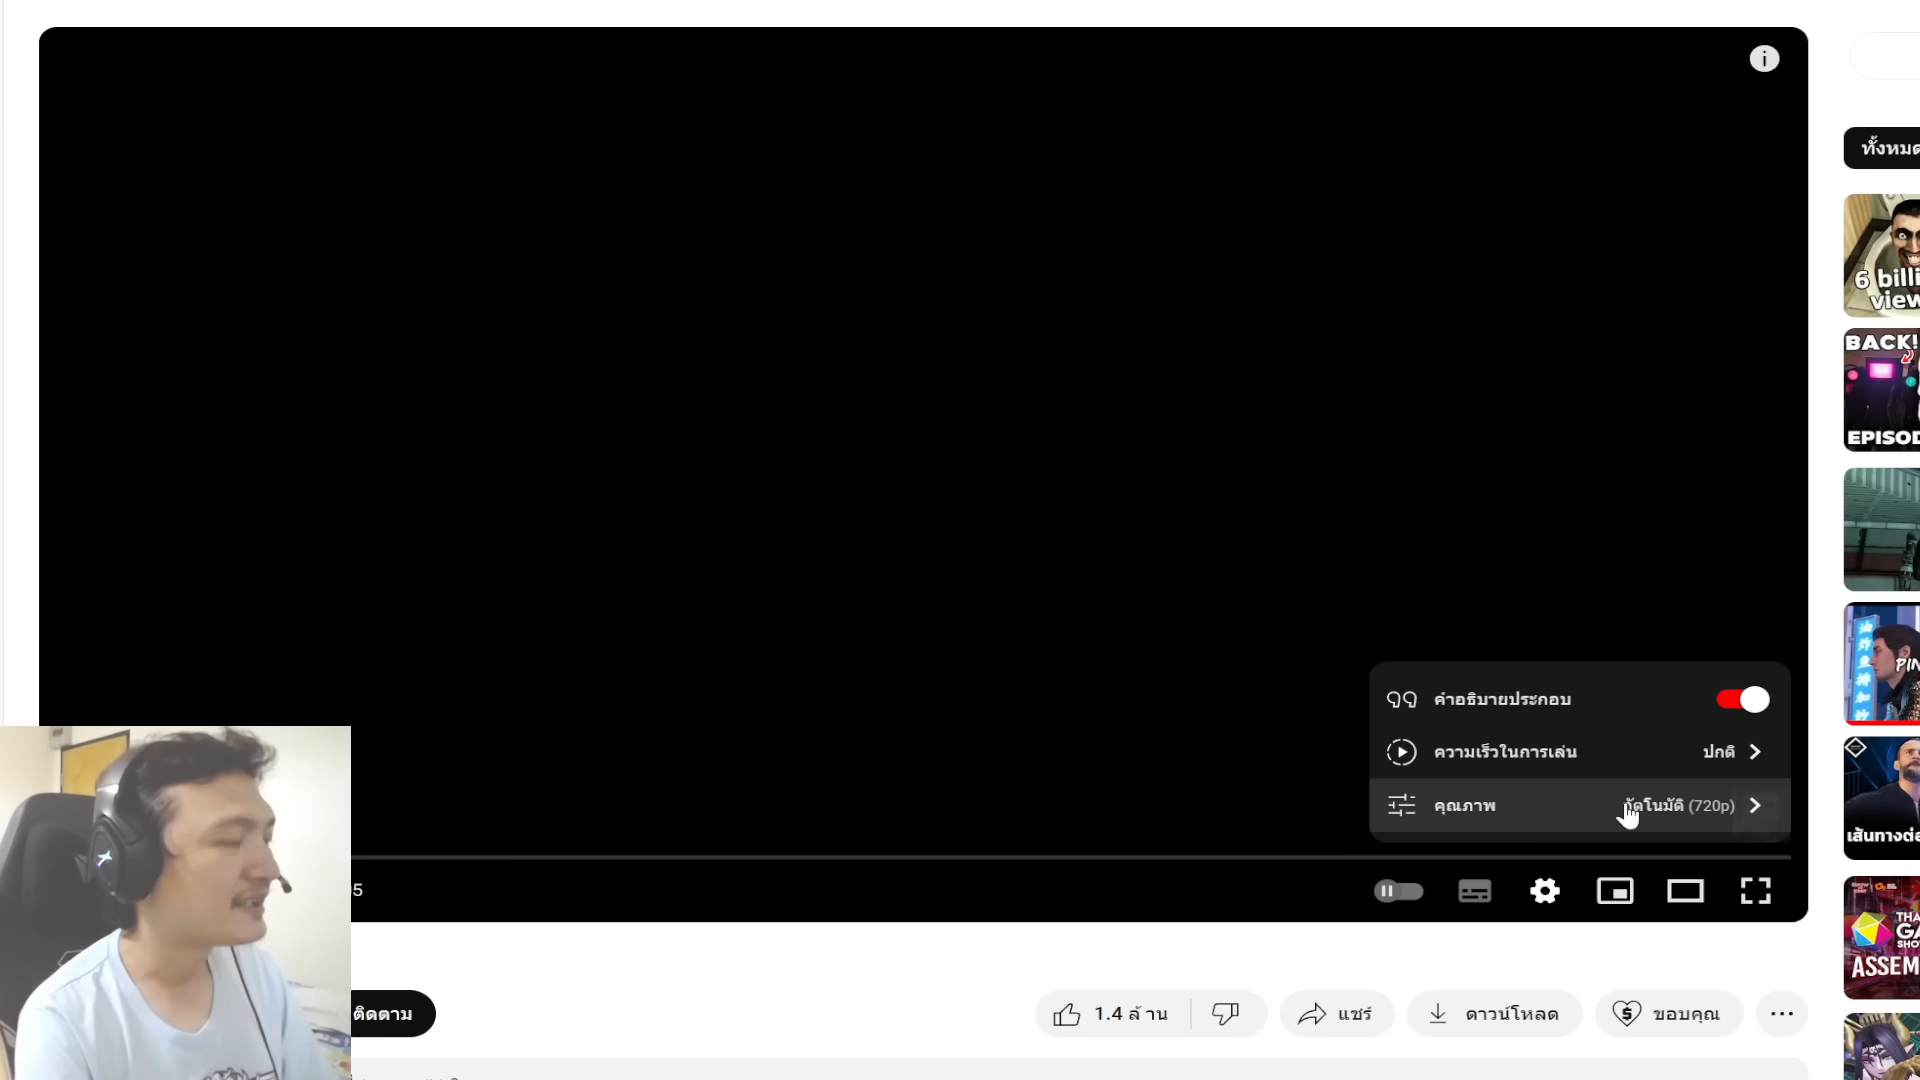 ทั้งหมด
6 billi
view
BACK!
EPISOD
คำอธิบายประกอบ
ความเร็วในการเล่น ปกติ
คุณภาพ อัตโนมัติ (720p)
PIN
เส้นทางต่อ
5
THA
GA
SHO
ASSEM
ติดตาม
1.4 ล้าน
แชร์
ดาวน์โหลด
ขอบคุณ